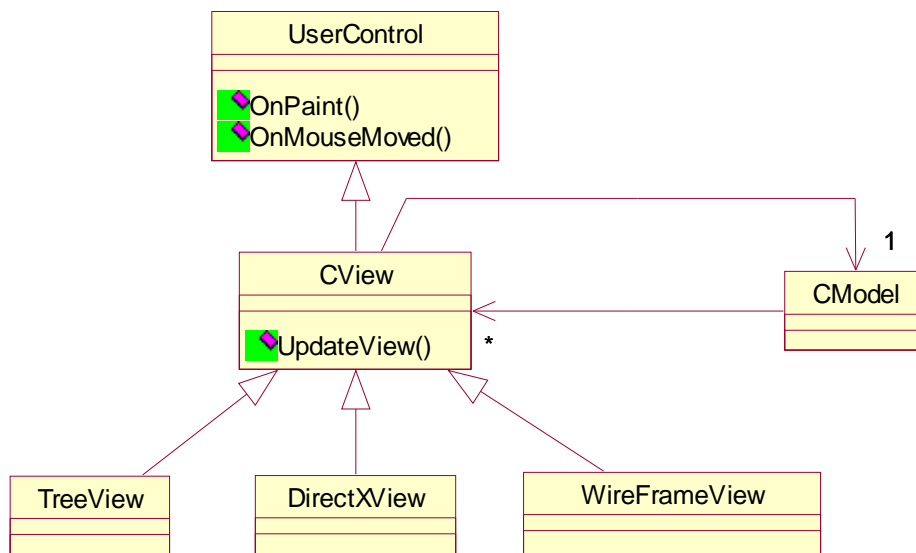 UserControl
OnPaint()
OnMouseMoved()
CView
UpdateView()
1
CModel
*
TreeView
DirectXView
WireFrameView